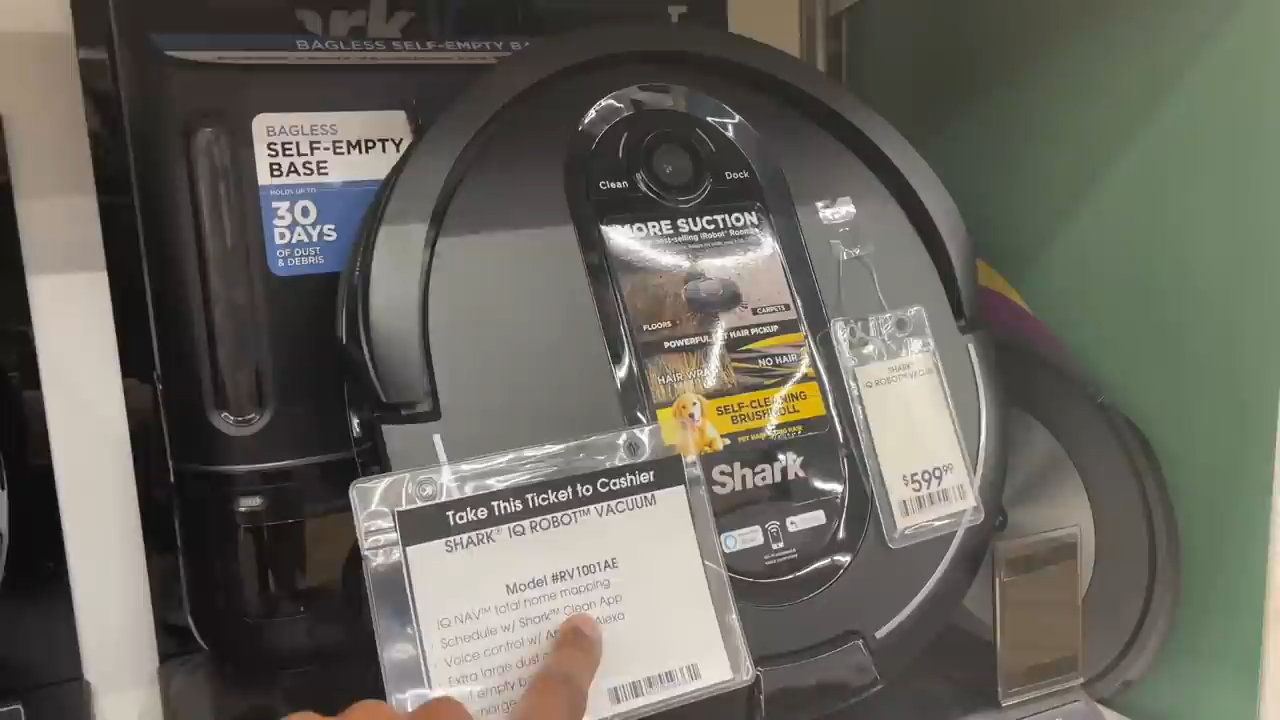 BAGLESS SELF-EMPTY
BAGLESS
SELF-EMPTY
BASE
HOLDS UP TO
30
DAYS
OF DUST
& DEBRIS
Clean
Dock
MORE SUCTION
FLOORS
CARPETS
POWERFUL PET HAIR PICKUP
HAIR WRAP
NO HAIR
SELF-CLEANING
BRUSHROLL
Shark
SHARK
IQ ROBOT™ VACUUM
$599.99
Take This Ticket to Cashier
SHARK® IQ ROBOT™ VACUUM
Model #RV1001AE
IQ NAV™ total home mapping
Schedule w/ Shark™ Clean App
Voice control w/ Alexa
Extra large dust
empty